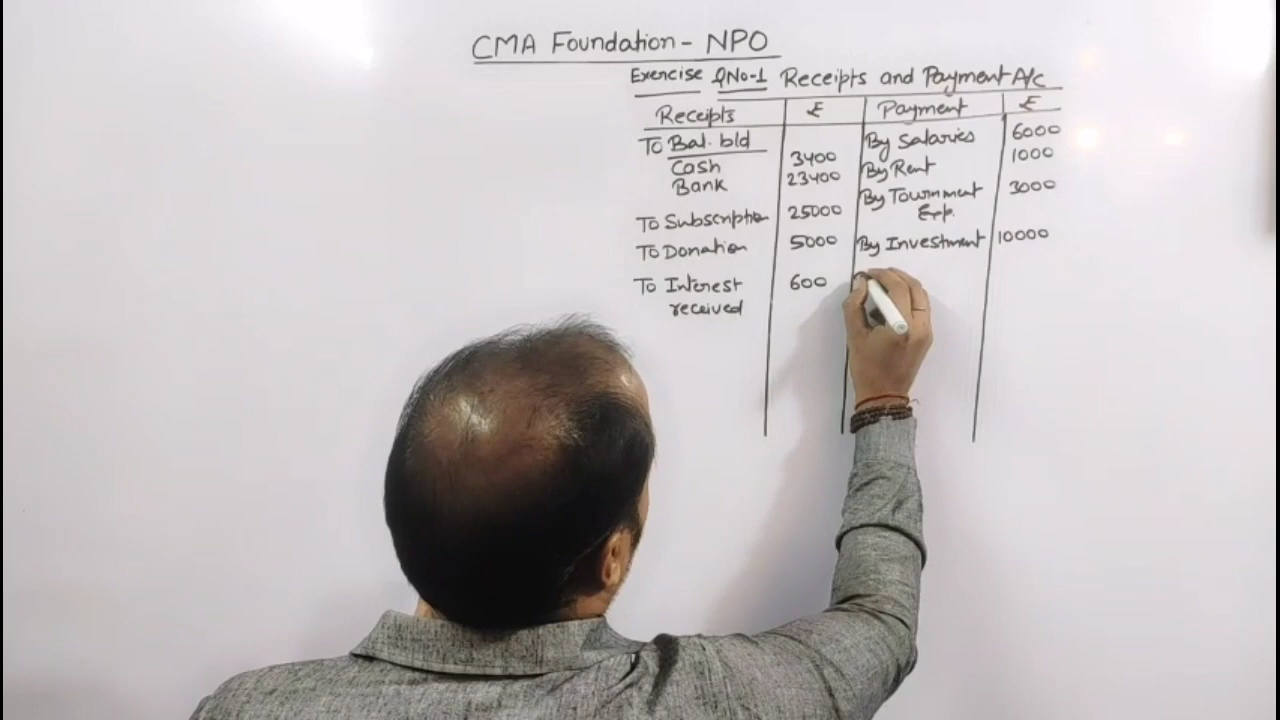 CMA Foundation - NPO
Exercise QNo-1 Receipts and Payment A/c
Receipts ₹ Payment ₹
To Bal. b/d By Salaries 6000
Cash 3400 By Rent 1000
Bank 23400 By Tournment 3000
Exp.
To Subscription 25000
To Donation 5000 By Investment 10000
To Interest 600
received